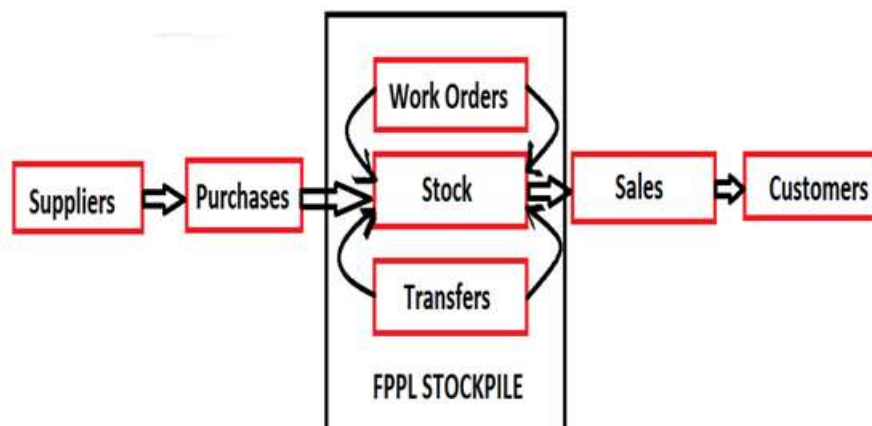 Work Orders
Suppliers
Purchases
Stock
Sales
Customers
Transfers
FPPL STOCKPILE